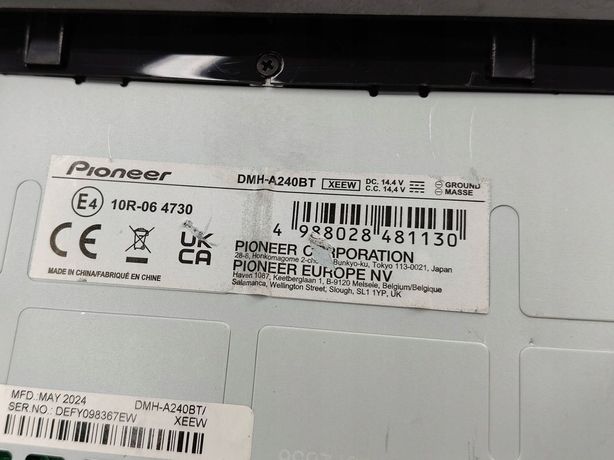 Pioneer
DMH-A240BT XEEW DC. 14.4 V GROUND
C.C. 14,4 V MASSE
E4 10R-06 4730
4 988028 481130
CE UK CA
PIONEER CORPORATION
28-8, Honkomagome 2-cho Bunkyo-ku, Tokyo 113-0021, Japan
PIONEER EUROPE NV
Haven 1087, Keetberglaan 1, B-9120 Melsele, Belgium/Belgique
Salamanca, Wellington Street, Slough, SL1 1YP, UK
MADE IN CHINA/FABRIQUÉ EN CHINE
MFD.:MAY 2024 DMH-A240BT/
SER.NO.: DEFY098367EW XEEW